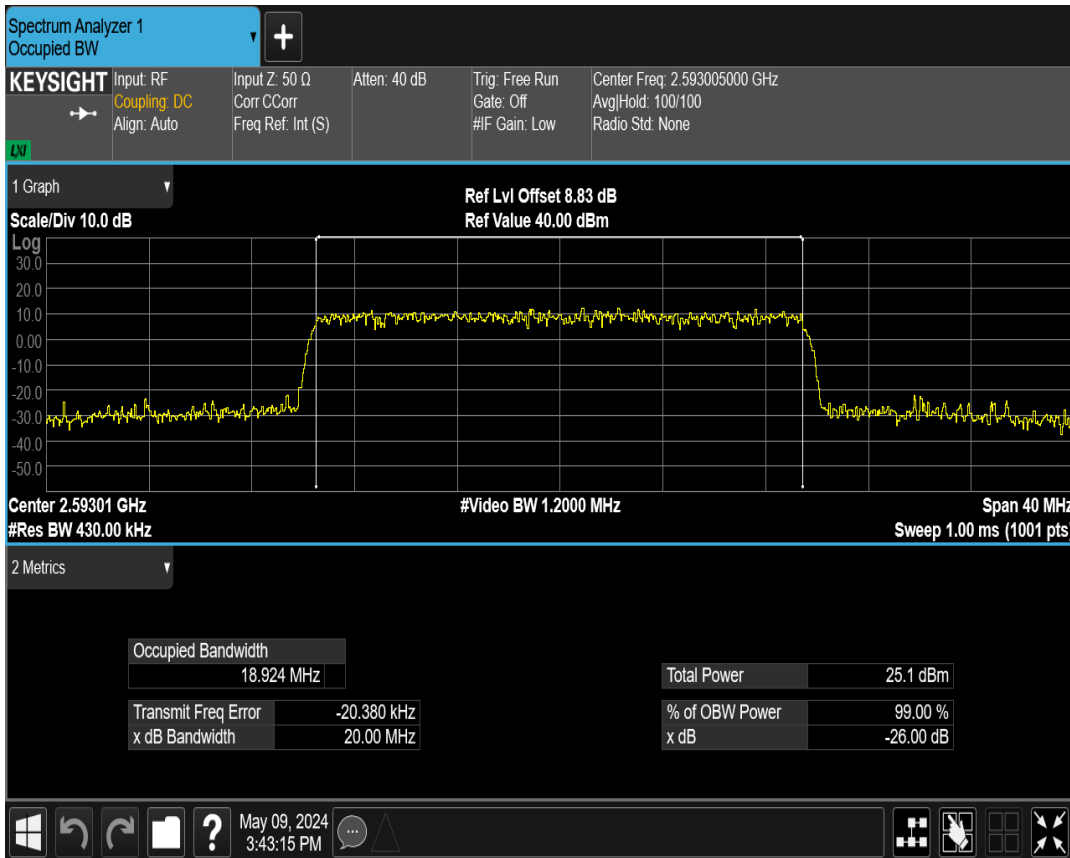 Spectrum Analyzer 1
Occupied BW
+
KEYSIGHT
LXI
Input: RF
Coupling: DC
Align: Auto
Input Z: 50 Ω
Corr CCorr
Freq Ref: Int (S)
Atten: 40 dB
Trig: Free Run
Gate: Off
#IF Gain: Low
Center Freq: 2.593005000 GHz
Avg|Hold: 100/100
Radio Std: None
1 Graph
Ref Lvl Offset 8.83 dB
Scale/Div 10.0 dB
Ref Value 40.00 dBm
Log
30.0
20.0
10.0
0.00
-10.0
-20.0
-30.0
-40.0
-50.0
Center 2.59301 GHz
#Video BW 1.2000 MHz
Span 40 MHz
#Res BW 430.00 kHz
Sweep 1.00 ms (1001 pts)
2 Metrics
Occupied Bandwidth
18.924 MHz
Total Power 25.1 dBm
Transmit Freq Error -20.380 kHz
% of OBW Power 99.00 %
x dB Bandwidth 20.00 MHz
x dB -26.00 dB
?
May 09, 2024
3:43:15 PM